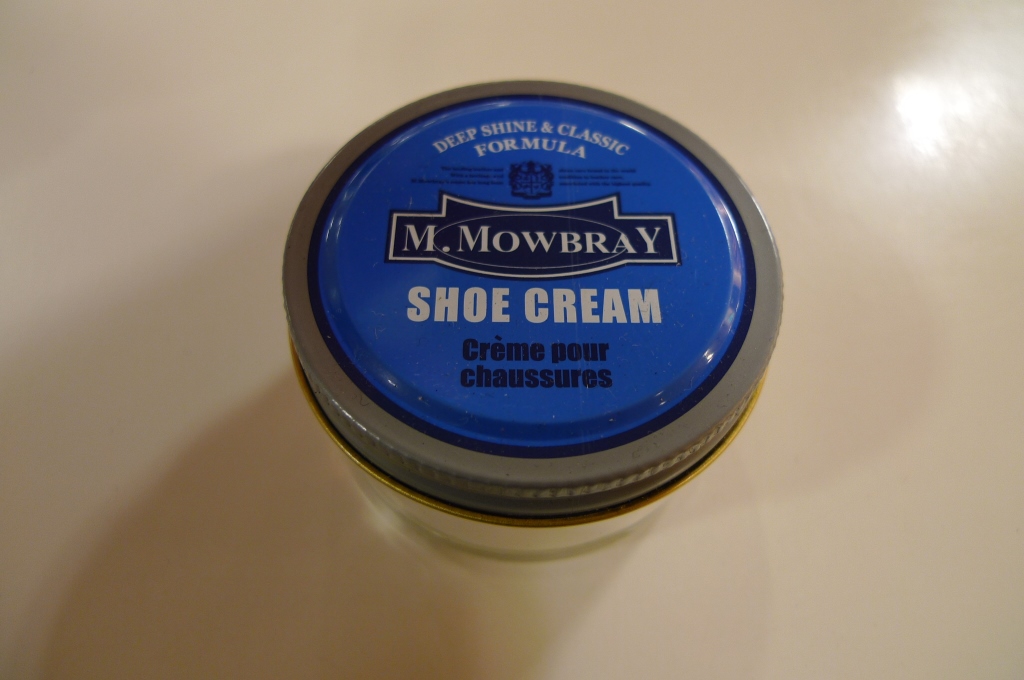 DEEP SHINE & CLASSIC
FORMULA
M. MOWBRAY
SHOE CREAM
Crème pour
chaussures